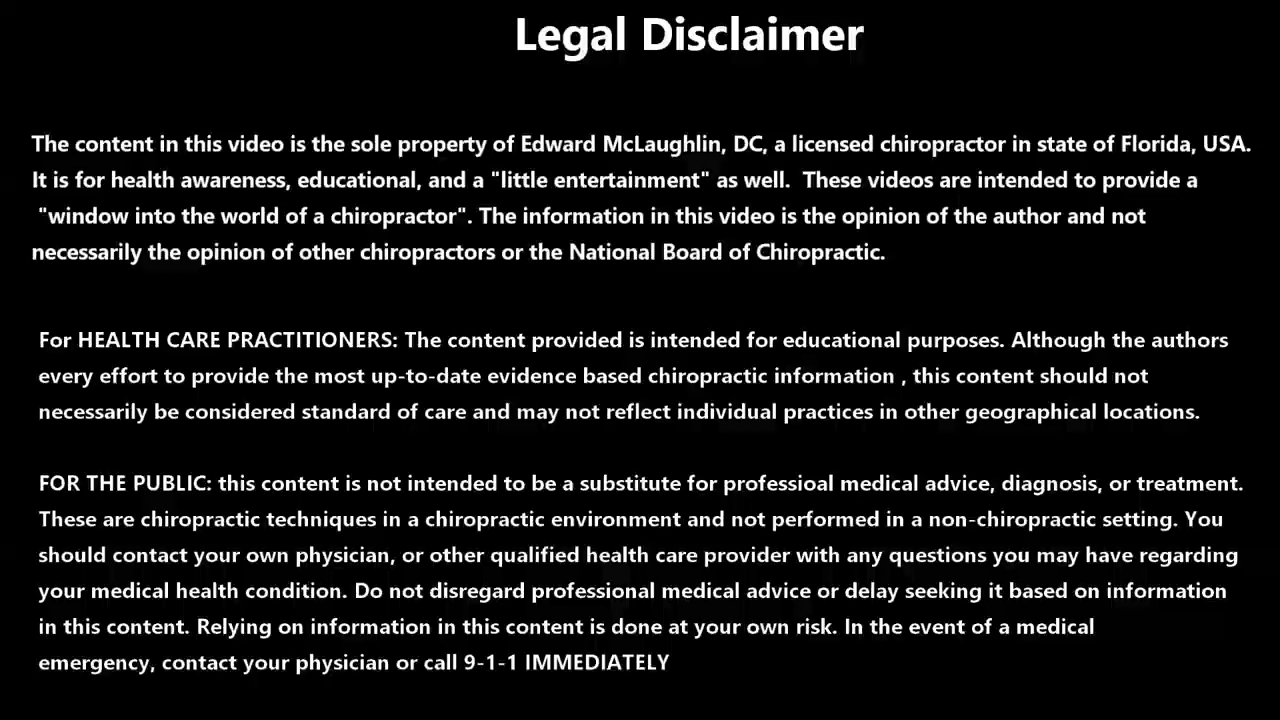 Legal Disclaimer
The content in this video is the sole property of Edward McLaughlin, DC, a licensed chiropractor in state of Florida, USA.
It is for health awareness, educational, and a "little entertainment" as well.  These videos are intended to provide a
"window into the world of a chiropractor". The information in this video is the opinion of the author and not
necessarily the opinion of other chiropractors or the National Board of Chiropractic.
For HEALTH CARE PRACTITIONERS: The content provided is intended for educational purposes. Although the authors
every effort to provide the most up-to-date evidence based chiropractic information , this content should not
necessarily be considered standard of care and may not reflect individual practices in other geographical locations.
FOR THE PUBLIC: this content is not intended to be a substitute for professioal medical advice, diagnosis, or treatment.
These are chiropractic techniques in a chiropractic environment and not performed in a non-chiropractic setting. You
should contact your own physician, or other qualified health care provider with any questions you may have regarding
your medical health condition. Do not disregard professional medical advice or delay seeking it based on information
in this content. Relying on information in this content is done at your own risk. In the event of a medical
emergency, contact your physician or call 9-1-1 IMMEDIATELY